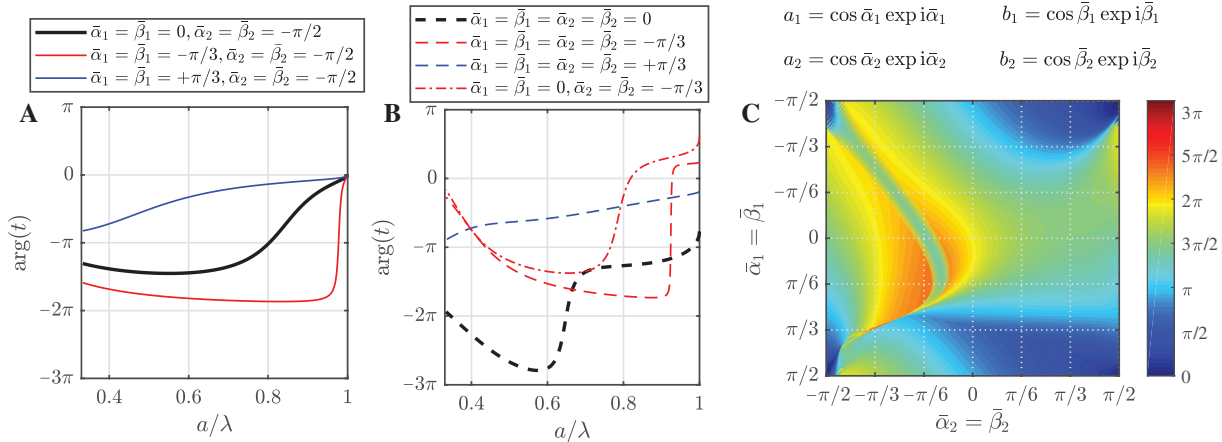 ᾱ₁ = β̄₁ = 0, ᾱ₂ = β̄₂ = −π/2
ᾱ₁ = β̄₁ = −π/3, ᾱ₂ = β̄₂ = −π/2
ᾱ₁ = β̄₁ = +π/3, ᾱ₂ = β̄₂ = −π/2
A
π
0
−π
−2π
−3π
arg(t)
0.4 0.6 0.8 1
a/λ
ᾱ₁ = β̄₁ = ᾱ₂ = β̄₂ = 0
ᾱ₁ = β̄₁ = ᾱ₂ = β̄₂ = −π/3
ᾱ₁ = β̄₁ = ᾱ₂ = β̄₂ = +π/3
ᾱ₁ = β̄₁ = 0, ᾱ₂ = β̄₂ = −π/3
B
π
0
−π
−2π
−3π
arg(t)
0.4 0.6 0.8 1
a/λ
a₁ = cos ᾱ₁ exp iᾱ₁ b₁ = cos β̄₁ exp iβ̄₁
a₂ = cos ᾱ₂ exp iᾱ₂ b₂ = cos β̄₂ exp iβ̄₂
C
−π/2
−π/3
−π/6
0
π/6
π/3
π/2
ᾱ₁ = β̄₁
−π/2 −π/3 −π/6 0 π/6 π/3 π/2
ᾱ₂ = β̄₂
3π
5π/2
2π
3π/2
π
π/2
0